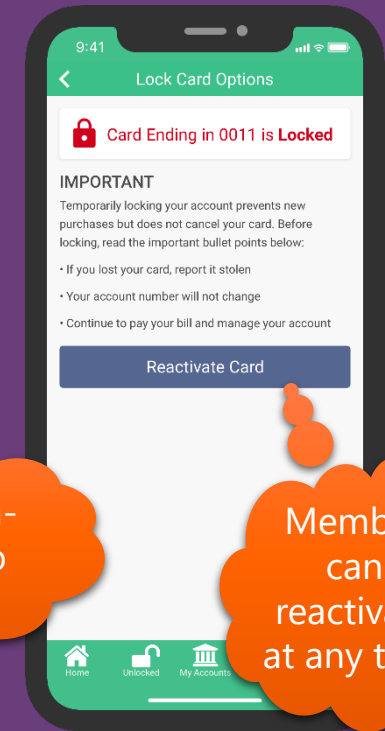 9:41
Lock Card Options
Card Ending in 0011 is Locked
IMPORTANT
Temporarily locking your account prevents new
purchases but does not cancel your card. Before
locking, read the important bullet points below:
• If you lost your card, report it stolen
• Your account number will not change
• Continue to pay your bill and manage your account
Reactivate Card
can
at any
Home Unlocked My Accounts